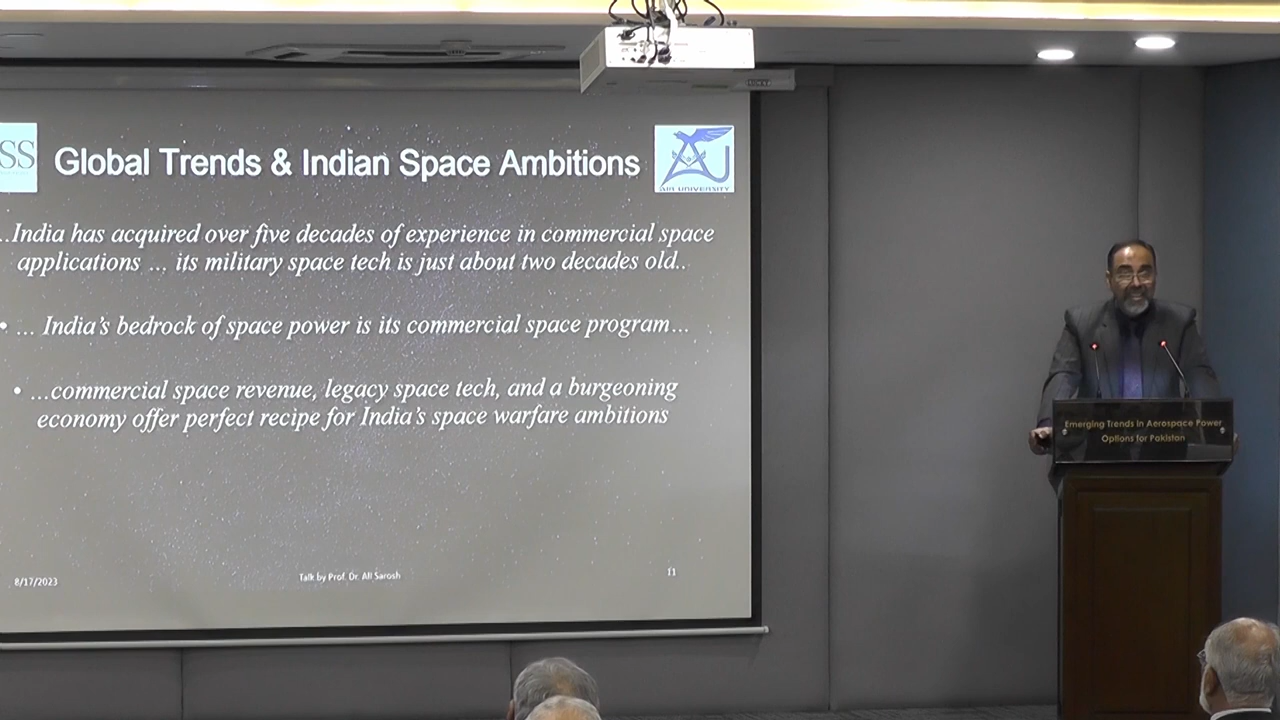 SS
Global Trends & Indian Space Ambitions
AIR UNIVERSITY
..India has acquired over five decades of experience in commercial space
applications ... its military space tech is just about two decades old..
• ... India's bedrock of space power is its commercial space program...
• ...commercial space revenue, legacy space tech, and a burgeoning
economy offer perfect recipe for India's space warfare ambitions
8/17/2023
Talk by Prof. Dr. Ali Sarosh
11
Emerging Trends in Aerospace Power
Options for Pakistan